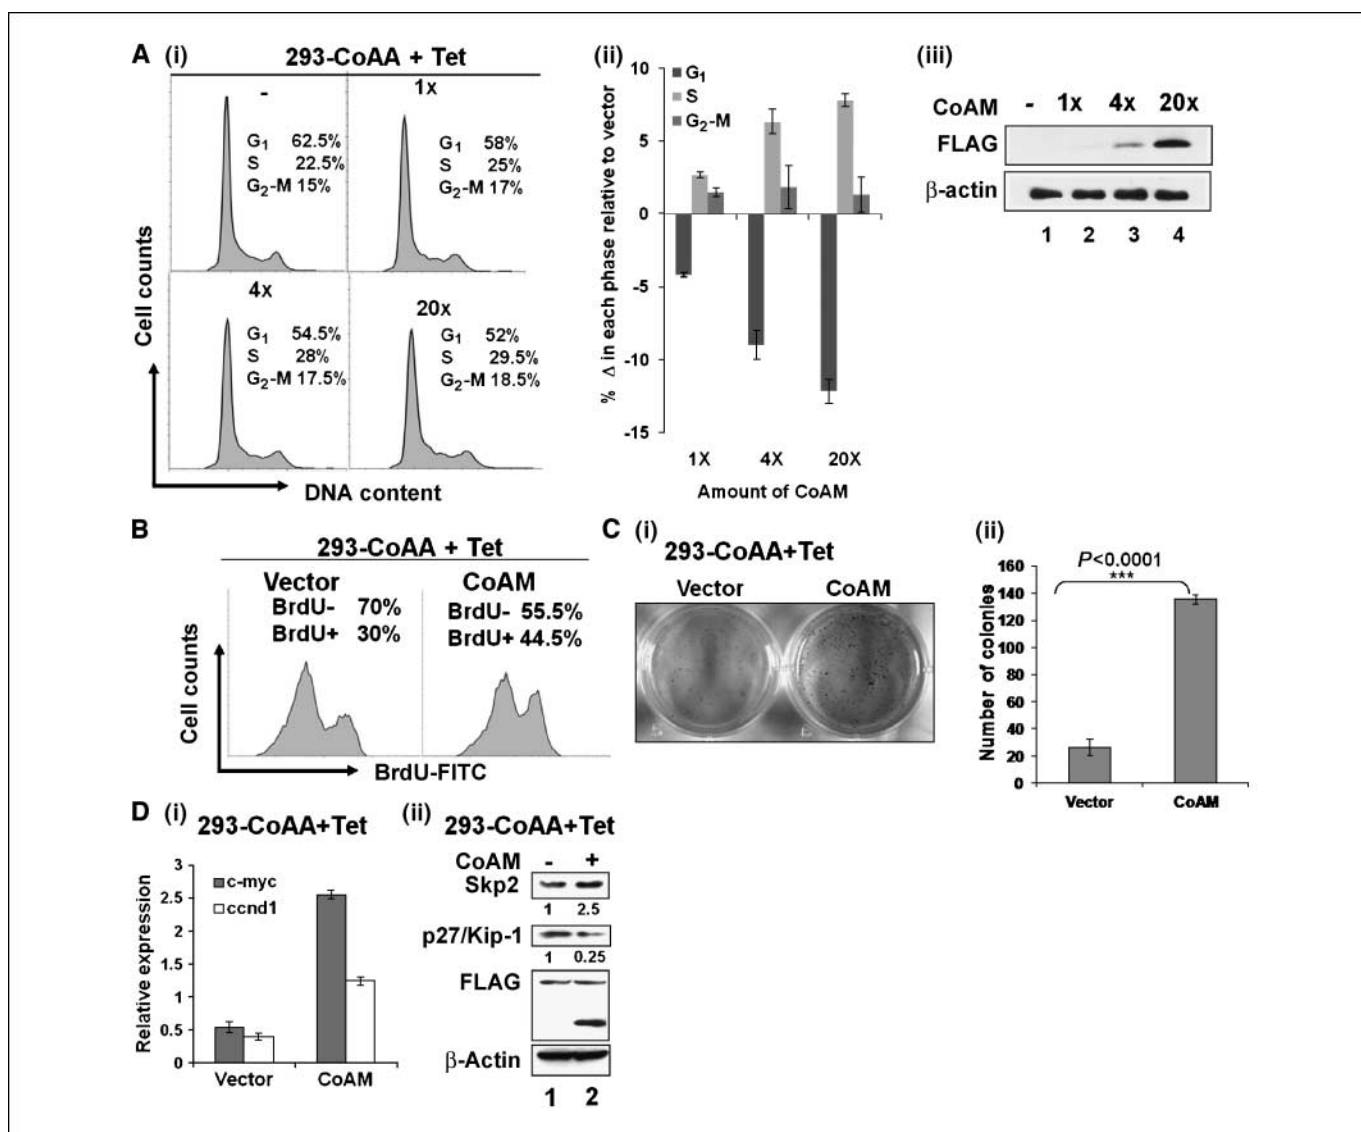 A (i)
293-CoAA + Tet
-
G1 62.5%
S 22.5%
G2-M 15%
1x
G1 58%
S 25%
G2-M 17%
4x
G1 54.5%
S 28%
G2-M 17.5%
20x
G1 52%
S 29.5%
G2-M 18.5%
Cell counts
DNA content
(ii)
% Δ in each phase relative to vector
10
5
0
-5
-10
-15
G1
S
G2-M
1X 4X 20X
Amount of CoAM
(iii)
CoAM - 1x 4x 20x
FLAG
β-actin
1 2 3 4
B
293-CoAA + Tet
Vector
BrdU- 70%
BrdU+ 30%
CoAM
BrdU- 55.5%
BrdU+ 44.5%
Cell counts
BrdU-FITC
C (i)
293-CoAA+Tet
Vector CoAM
(ii)
P<0.0001
***
Number of colonies
160
140
120
100
80
60
40
20
0
Vector CoAM
D (i)
293-CoAA+Tet
Relative expression
3
2.5
2
1.5
1
0.5
0
c-myc
ccnd1
Vector CoAM
(ii)
293-CoAA+Tet
CoAM - +
Skp2
1 2.5
p27/Kip-1
1 0.25
FLAG
β-Actin
1 2